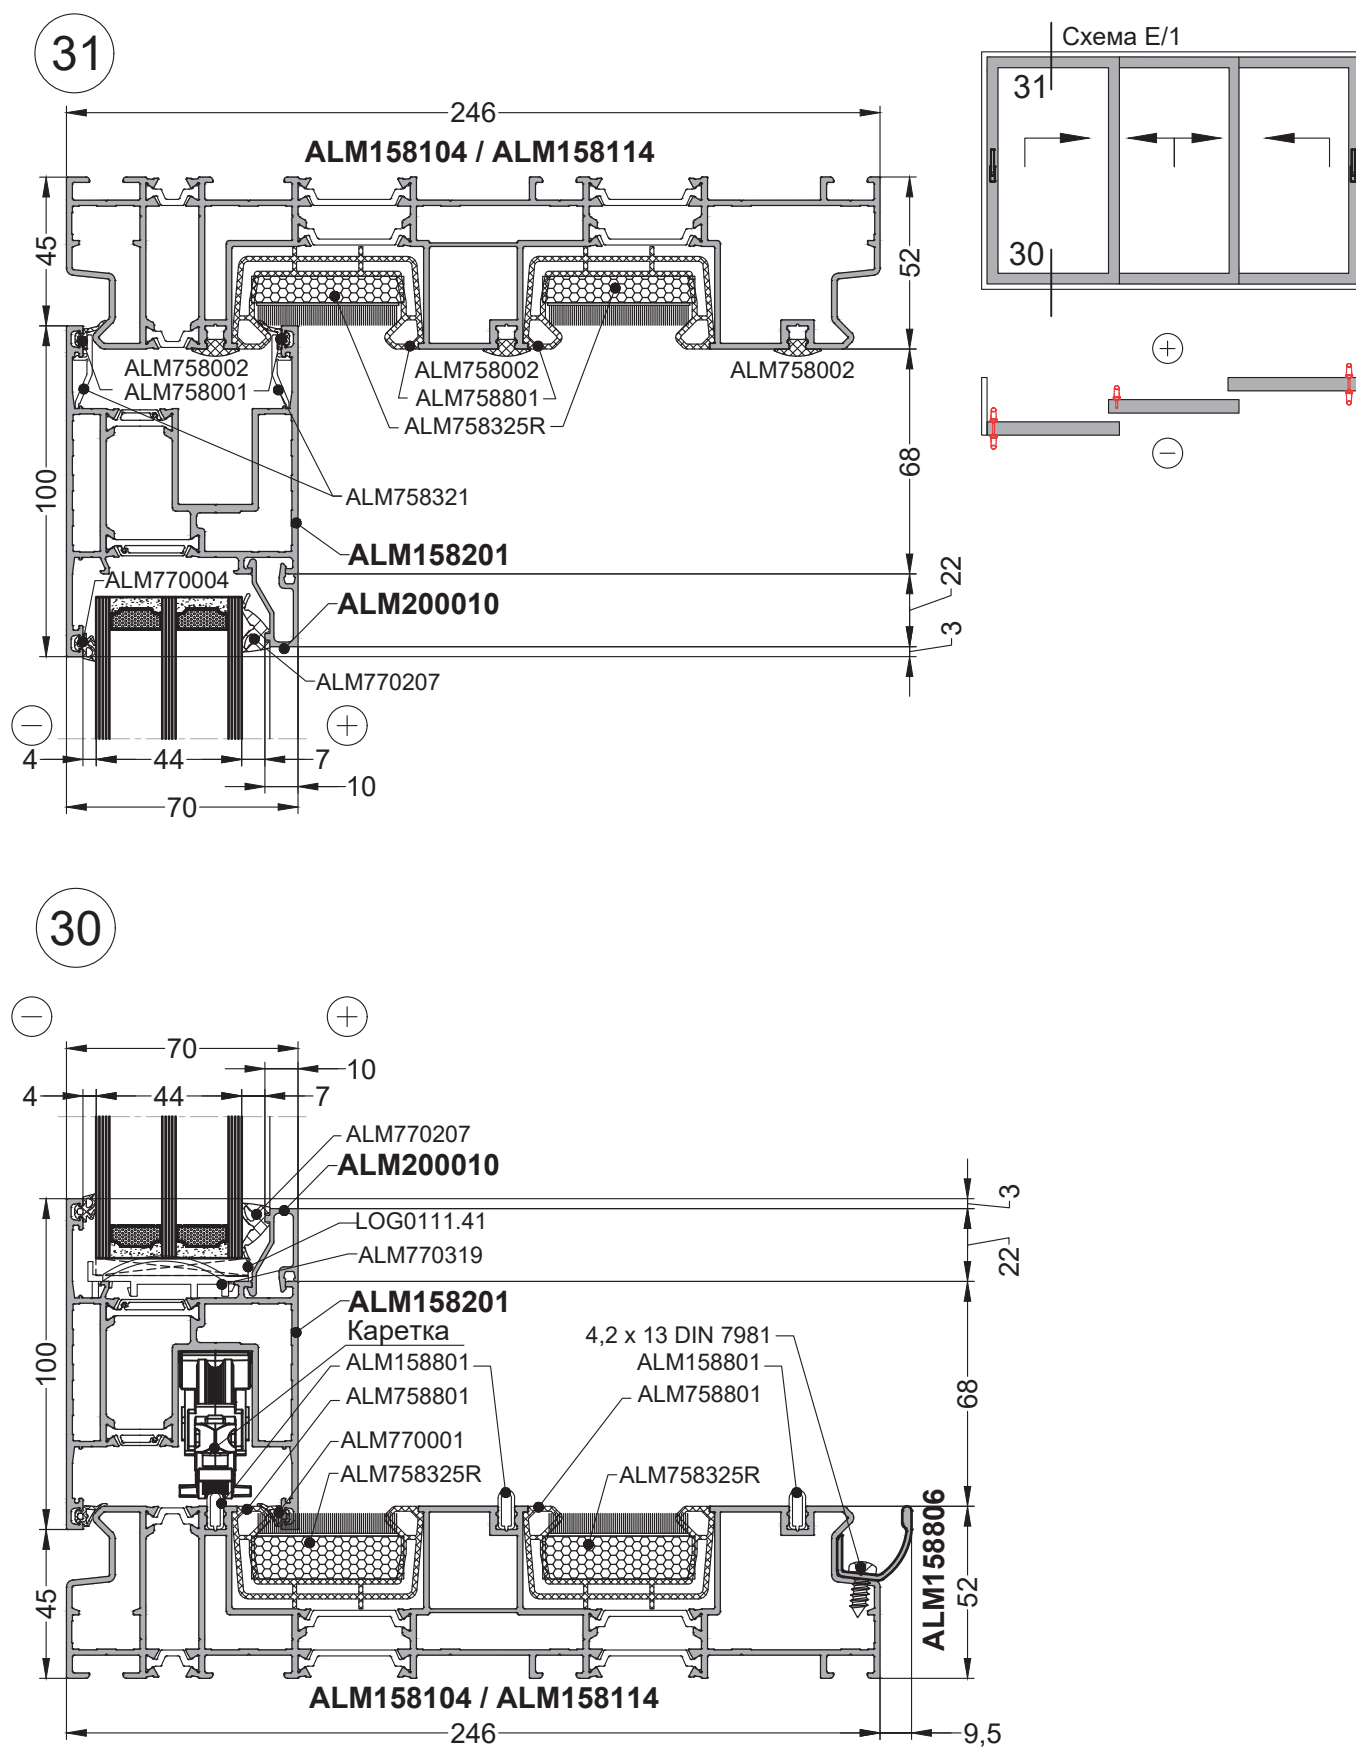 31
Схема Е/1
31
30
246
ALM158104 / ALM158114
45
52
ALM758002
ALM758001
ALM758002
ALM758801
ALM758325R
ALM758002
100
68
ALM758321
ALM158201
ALM770004
ALM200010
22
3
ALM770207
− +
4 44 7
10
70
+
−
30
− +
70
10
4 44 7
ALM770207
ALM200010
3
LOG0111.41
ALM770319
22
ALM158201
Каретка
4,2 x 13 DIN 7981
ALM158801
ALM158801
ALM758801
ALM758801
100
68
ALM770001
ALM758325R
ALM758325R
ALM158806
45
52
ALM158104 / ALM158114
246
9,5